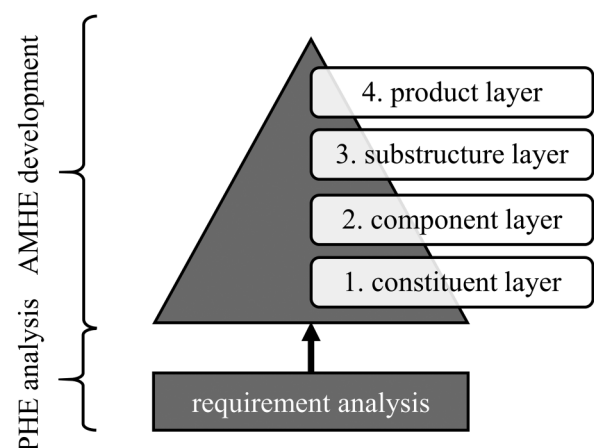 AMHE development
4. product layer
3. substructure layer
2. component layer
1. constituent layer
PHE analysis
requirement analysis